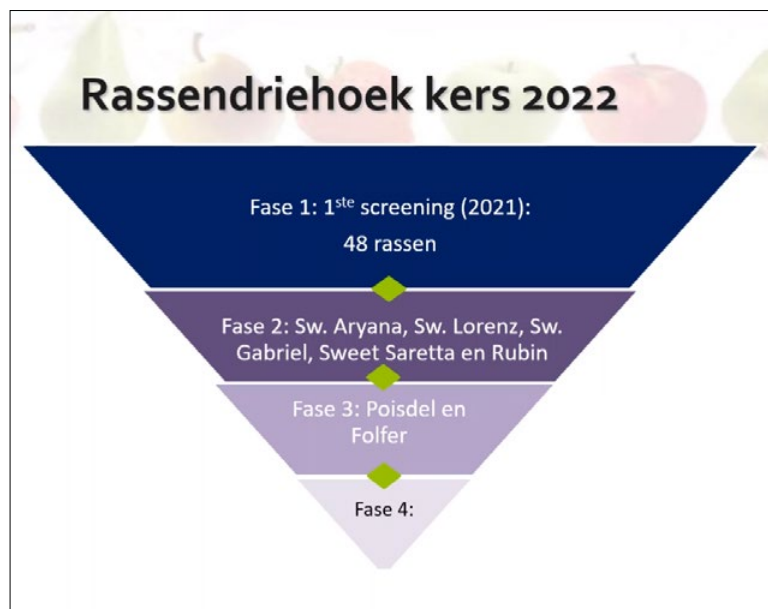 Rassendriehoek kers 2022
Fase 1: 1ste screening (2021):
48 rassen
Fase 2: Sw. Aryana, Sw. Lorenz, Sw.
Gabriel, Sweet Saretta en Rubin
Fase 3: Poisdel en
Folfer
Fase 4: